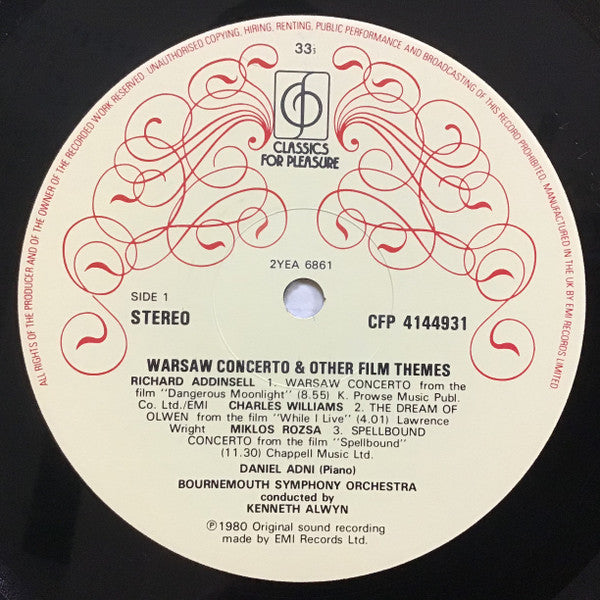 ALL RIGHTS OF THE PRODUCER AND OF THE OWNER OF THE RECORDED WORK RESERVED. UNAUTHORISED COPYING, HIRING, RENTING, PUBLIC PERFORMANCE AND BROADCASTING OF THIS RECORD PROHIBITED. MANUFACTURED IN THE UK BY EMI RECORDS LIMITED
33⅓
CLASSICS
FOR PLEASURE
2YEA 6861
SIDE 1
STEREO
CFP 4144931
WARSAW CONCERTO & OTHER FILM THEMES
RICHARD ADDINSELL 1. WARSAW CONCERTO from the
film "Dangerous Moonlight" (8.55) K. Prowse Music Publ.
Co. Ltd./EMI CHARLES WILLIAMS 2. THE DREAM OF
OLWEN from the film "While I Live" (4.01) Lawrence
Wright MIKLOS ROZSA 3. SPELLBOUND
CONCERTO from the film "Spellbound"
(11.30) Chappell Music Ltd.
DANIEL ADNI (Piano)
BOURNEMOUTH SYMPHONY ORCHESTRA
conducted by
KENNETH ALWYN
℗1980 Original sound recording
made by EMI Records Ltd.